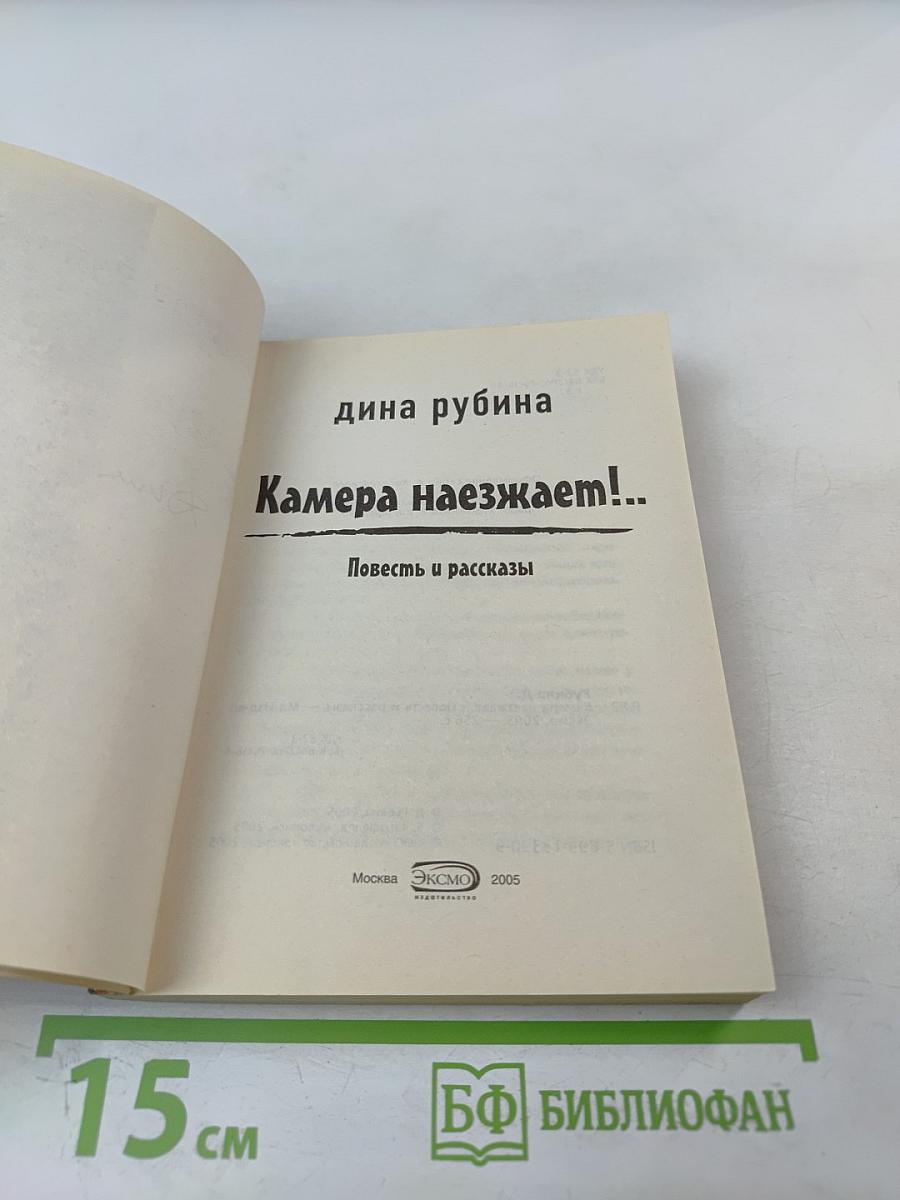 дина рубина
Камера наезжает!..
Повесть и рассказы
Москва ЭКСМО 2005
издательство
15 см БФ БИБЛИОФАН